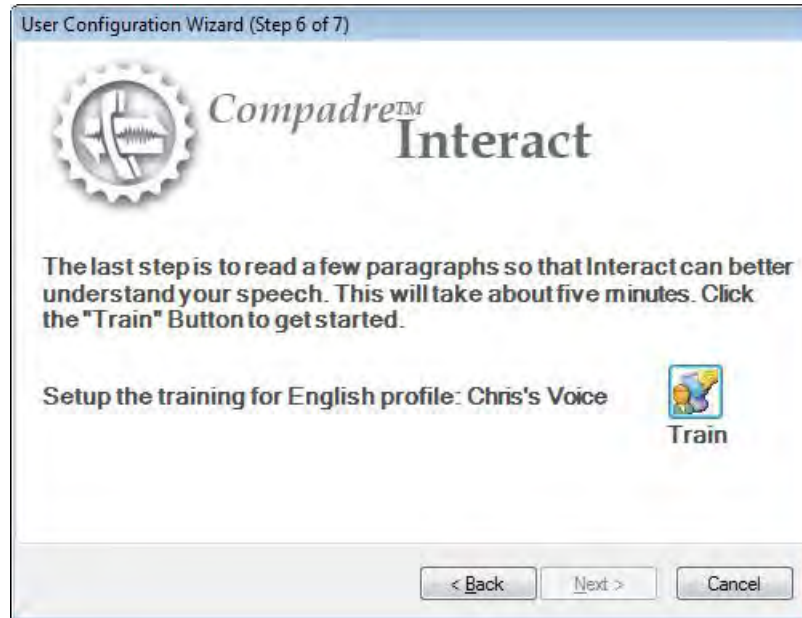 User Configuration Wizard (Step 6 of 7)
Compadre™
Interact
The last step is to read a few paragraphs so that Interact can better
understand your speech. This will take about five minutes. Click
the "Train" Button to get started.
Setup the training for English profile: Chris's Voice
Train
< Back
Next >
Cancel